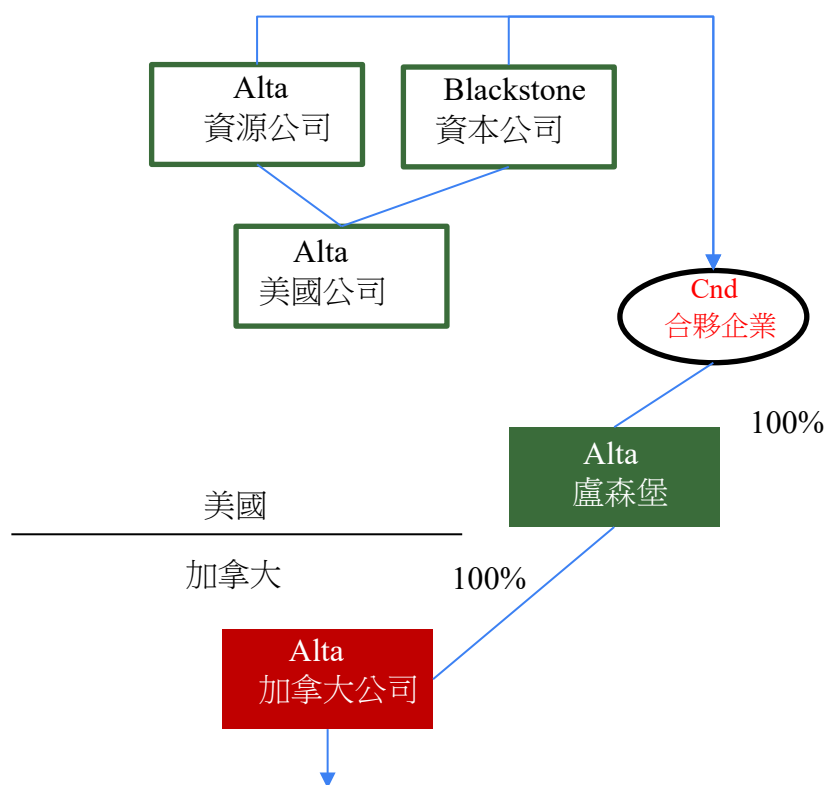 Alta
資源公司
Blackstone
資本公司
Alta
美國公司
Cnd
合夥企業
100%
Alta
盧森堡
美國
加拿大
100%
Alta
加拿大公司